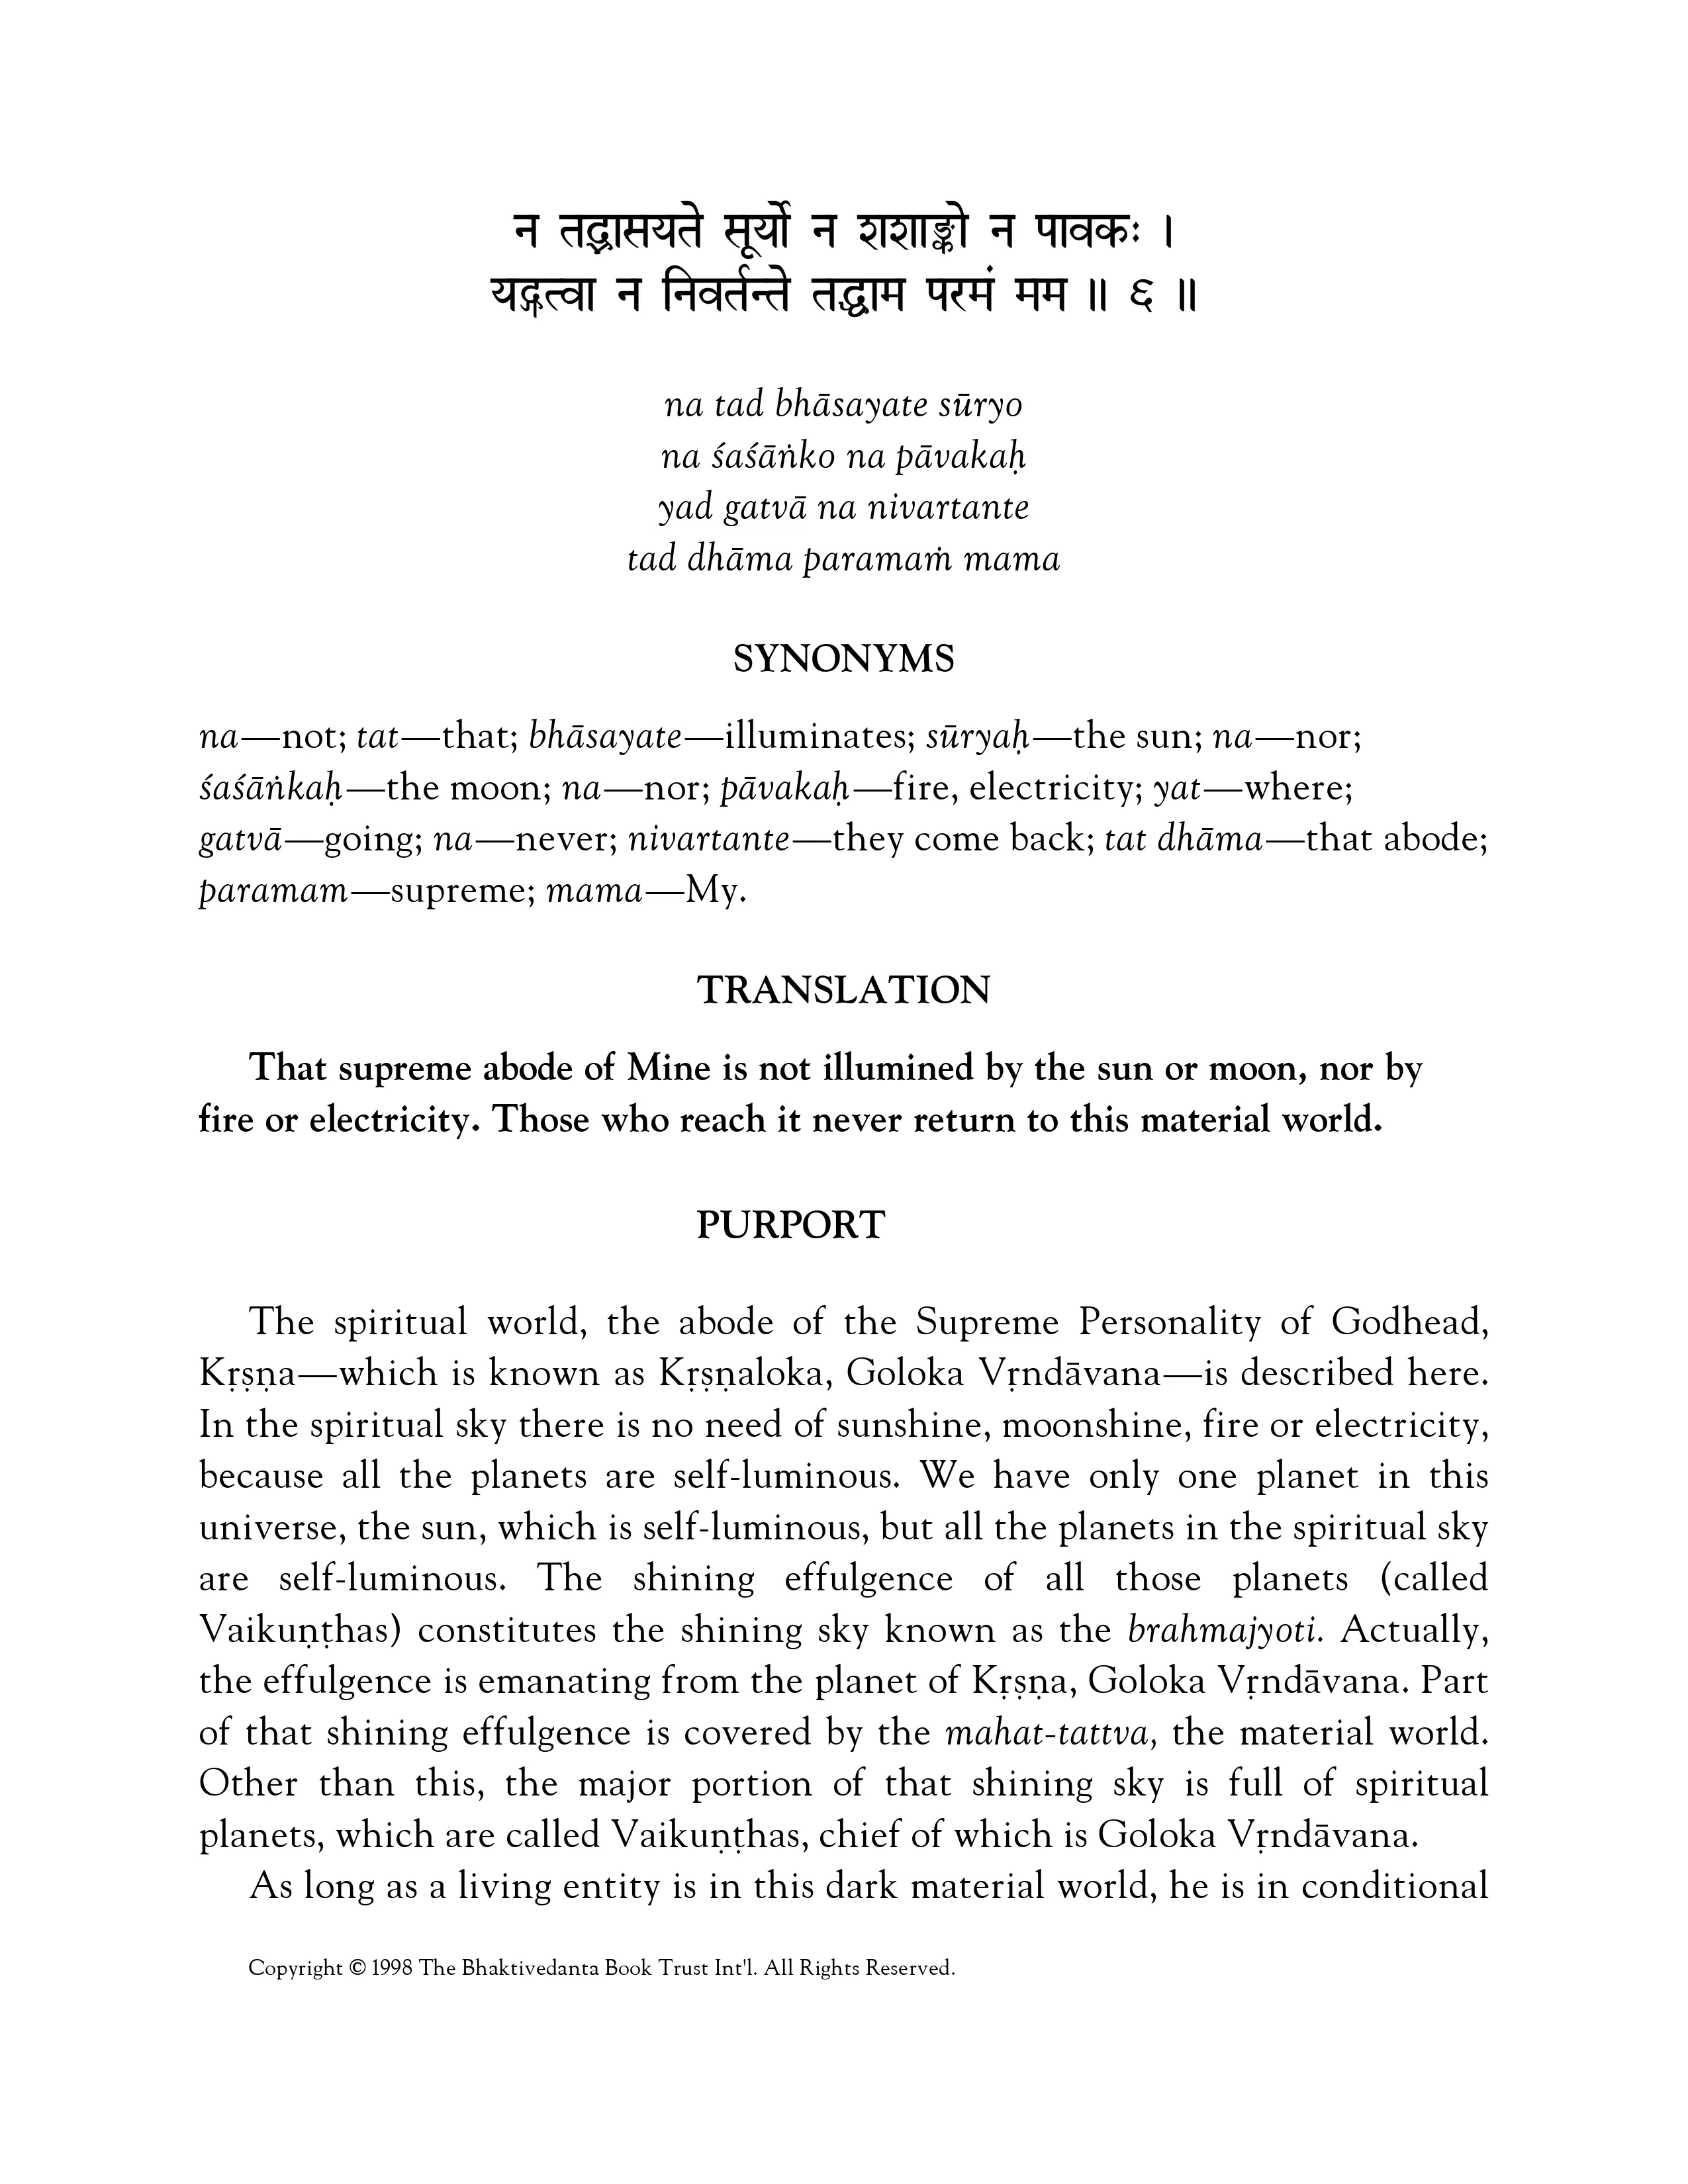 न तद्भासयते सूर्यो न शशाङ्को न पावकः ।
यद्गत्वा न निवर्तन्ते तद्धाम परमं मम ॥ ६ ॥
na tad bhāsayate sūryo
na śaśāṅko na pāvakaḥ
yad gatvā na nivartante
tad dhāma paramaṁ mama
SYNONYMS
na—not; tat—that; bhāsayate—illuminates; sūryaḥ—the sun; na—nor;
śaśāṅkaḥ—the moon; na—nor; pāvakaḥ—fire, electricity; yat—where;
gatvā—going; na—never; nivartante—they come back; tat dhāma—that abode;
paramam—supreme; mama—My.
TRANSLATION
That supreme abode of Mine is not illumined by the sun or moon, nor by
fire or electricity. Those who reach it never return to this material world.
PURPORT
The spiritual world, the abode of the Supreme Personality of Godhead,
Kṛṣṇa—which is known as Kṛṣṇaloka, Goloka Vṛndāvana—is described here.
In the spiritual sky there is no need of sunshine, moonshine, fire or electricity,
because all the planets are self-luminous. We have only one planet in this
universe, the sun, which is self-luminous, but all the planets in the spiritual sky
are self-luminous. The shining effulgence of all those planets (called
Vaikuṇṭhas) constitutes the shining sky known as the brahmajyoti. Actually,
the effulgence is emanating from the planet of Kṛṣṇa, Goloka Vṛndāvana. Part
of that shining effulgence is covered by the mahat-tattva, the material world.
Other than this, the major portion of that shining sky is full of spiritual
planets, which are called Vaikuṇṭhas, chief of which is Goloka Vṛndāvana.
As long as a living entity is in this dark material world, he is in conditional
Copyright © 1998 The Bhaktivedanta Book Trust Int'l. All Rights Reserved.